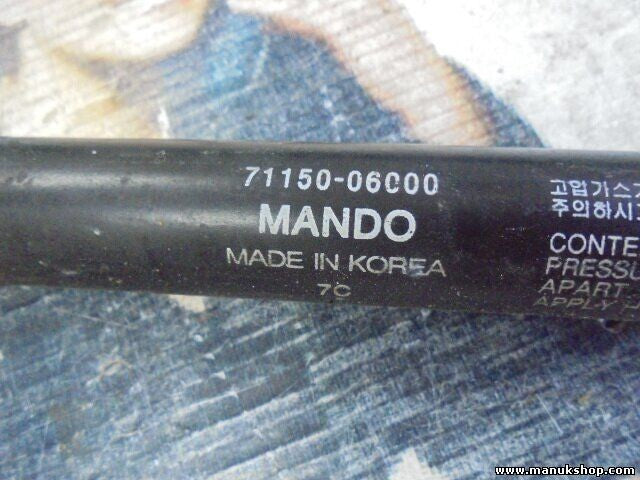 71150-06000
MANDO
MADE IN KOREA
7C
고압가스
주의하시
CONTE
PRESSU
APART
APPLY
www.manukshop.com